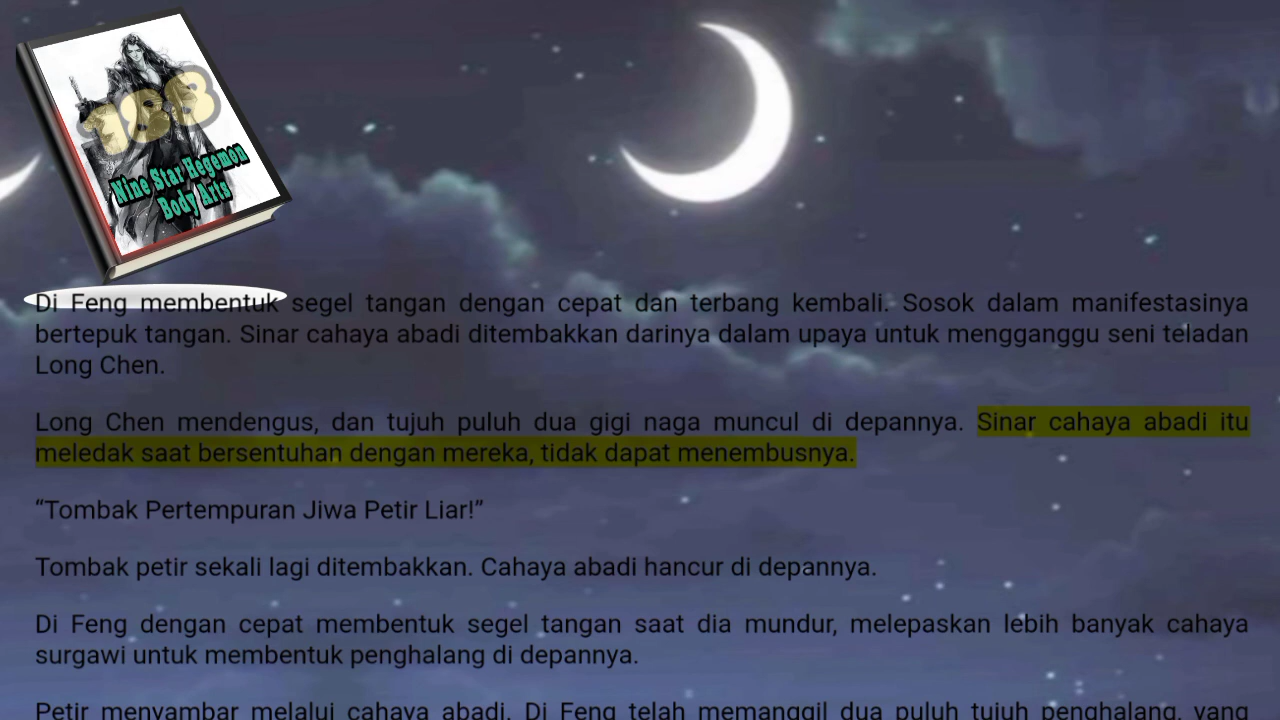 188
Nine Star Hegemon
Body Arts
Di Feng membentuk segel tangan dengan cepat dan terbang kembali. Sosok dalam manifestasinya
bertepuk tangan. Sinar cahaya abadi ditembakkan darinya dalam upaya untuk mengganggu seni teladan
Long Chen.
Long Chen mendengus, dan tujuh puluh dua gigi naga muncul di depannya. Sinar cahaya abadi itu
meledak saat bersentuhan dengan mereka, tidak dapat menembusnya.
“Tombak Pertempuran Jiwa Petir Liar!”
Tombak petir sekali lagi ditembakkan. Cahaya abadi hancur di depannya.
Di Feng dengan cepat membentuk segel tangan saat dia mundur, melepaskan lebih banyak cahaya
surgawi untuk membentuk penghalang di depannya.
Petir menyambar melalui cahaya abadi. Di Feng telah memanggil dua puluh tujuh penghalang, yang